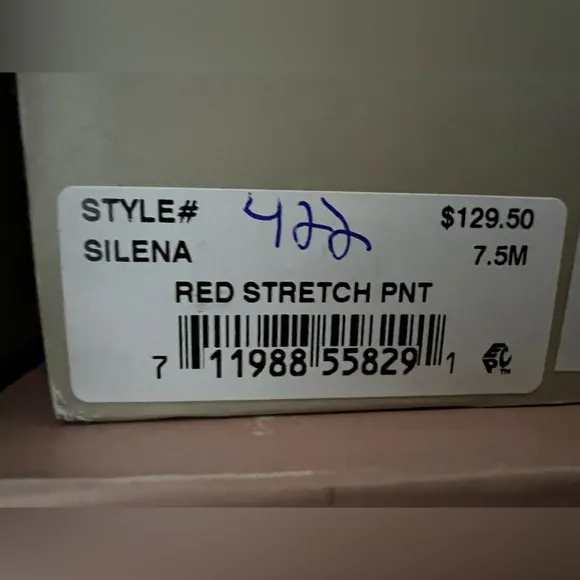 STYLE# 422 $129.50
SILENA 7.5M
RED STRETCH PNT
7 11988 55829 1